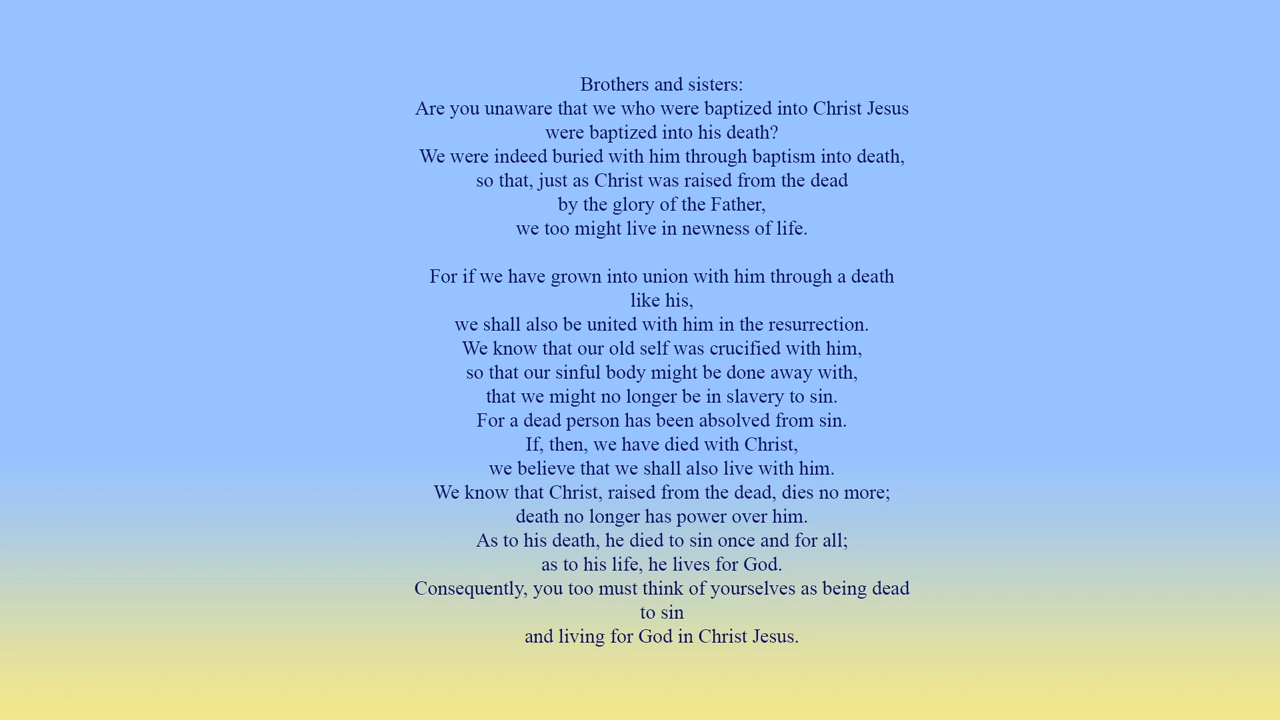 Brothers and sisters:
Are you unaware that we who were baptized into Christ Jesus
were baptized into his death?
We were indeed buried with him through baptism into death,
so that, just as Christ was raised from the dead
by the glory of the Father,
we too might live in newness of life.
For if we have grown into union with him through a death
like his,
we shall also be united with him in the resurrection.
We know that our old self was crucified with him,
so that our sinful body might be done away with,
that we might no longer be in slavery to sin.
For a dead person has been absolved from sin.
If, then, we have died with Christ,
we believe that we shall also live with him.
We know that Christ, raised from the dead, dies no more;
death no longer has power over him.
As to his death, he died to sin once and for all;
as to his life, he lives for God.
Consequently, you too must think of yourselves as being dead
to sin
and living for God in Christ Jesus.